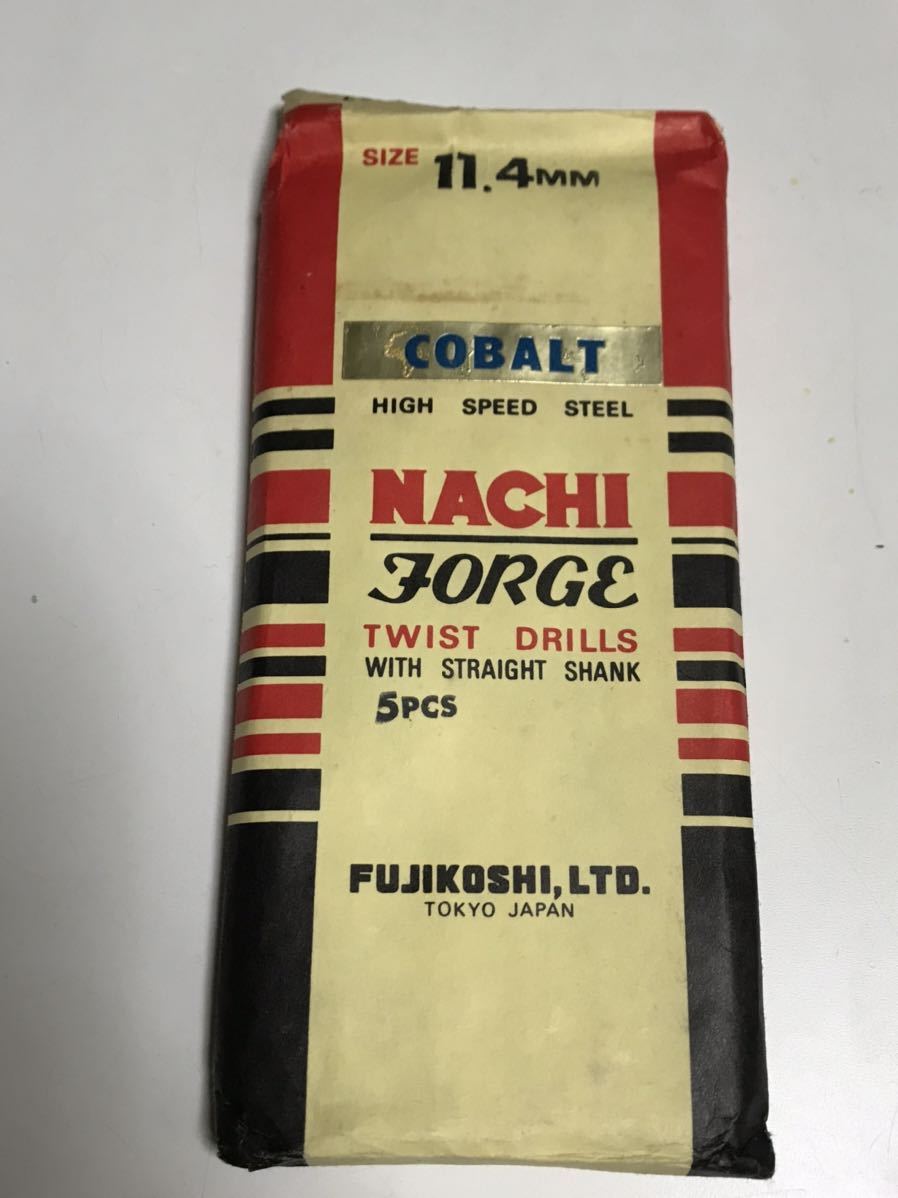 SIZE 11.4MM
COBALT
HIGH SPEED STEEL
NACHI
FORGE
TWIST DRILLS
WITH STRAIGHT SHANK
5PCS
FUJIKOSHI, LTD.
TOKYO JAPAN